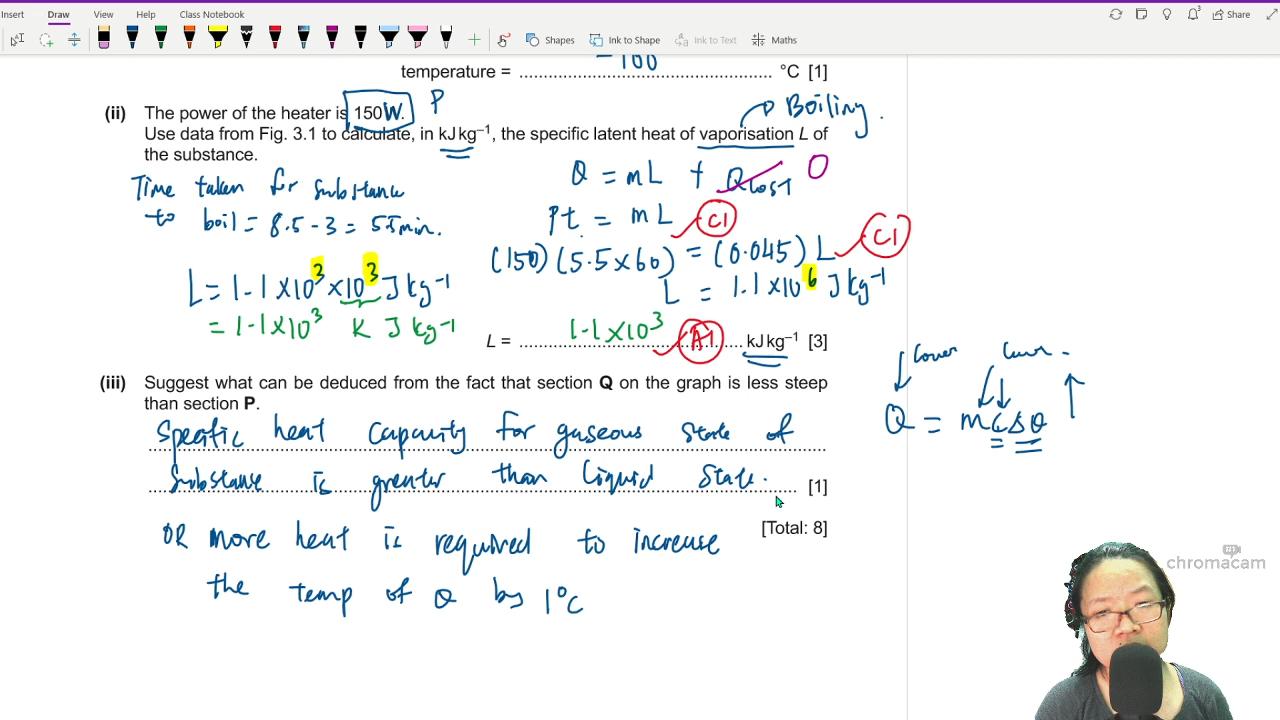 Insert Draw View Help Class Notebook
Share
Shapes Ink to Shape Ink to Text Maths
temperature = -100 °C [1]
(ii) The power of the heater is 150W. P
Boiling.
Use data from Fig. 3.1 to calculate, in kJ kg⁻¹, the specific latent heat of vaporisation L of
the substance.
Time taken for substance
to boil = 8.5 - 3 = 5.5 min.
Q = mL + Qlost 0
Pt = mL C1
(150)(5.5×60) = (0.045) L C1
L = 1.1×10⁶ J kg⁻¹
L = 1.1×10³ × 10³ J kg⁻¹
= 1.1×10³ K J kg⁻¹
L = 1.1×10³ A1 kJ kg⁻¹ [3]
(iii) Suggest what can be deduced from the fact that section Q on the graph is less steep
than section P.
Specific heat capacity for gaseous state of
substance is greater than liquid state. [1]
[Total: 8]
OR more heat is required to increase
the temp of Q by 1°C
Q = mcΔθ
chromacam